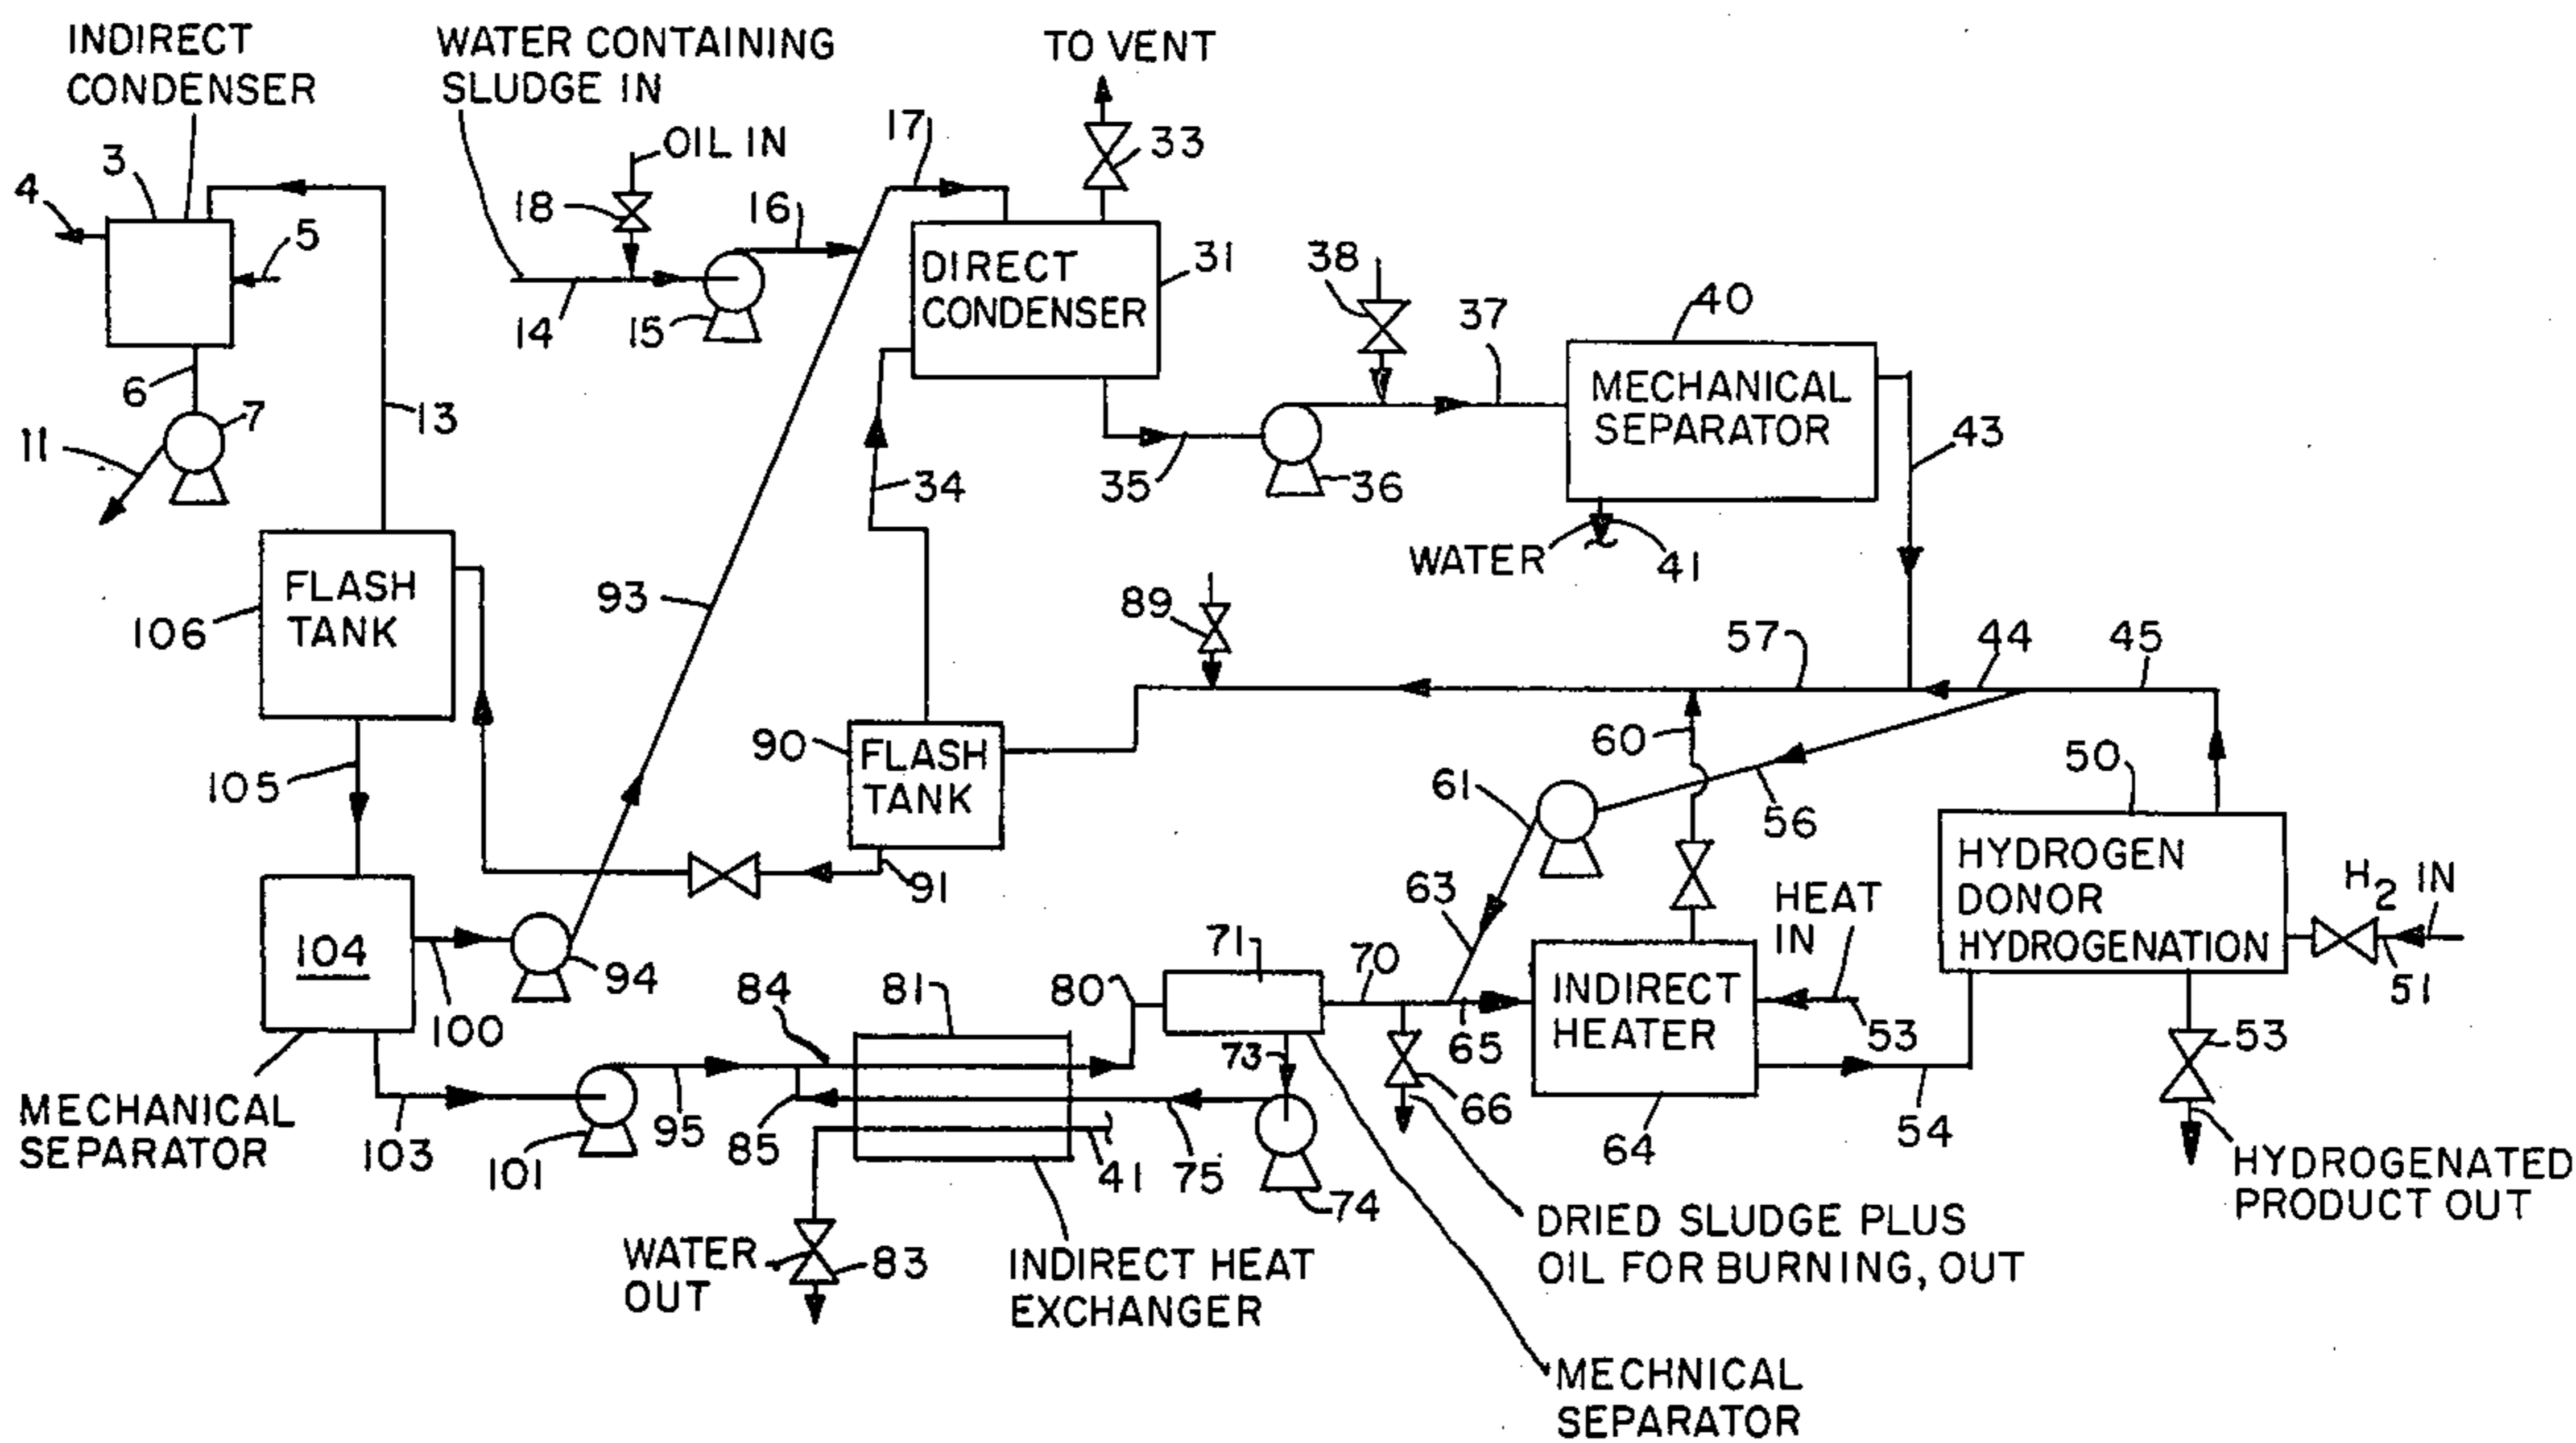 INDIRECT
CONDENSER
WATER CONTAINING
SLUDGE IN
TO VENT
OIL IN
17
33
3
4
5
18
16
14
15
DIRECT
CONDENSER
31
38
37
40
MECHANICAL
SEPARATOR
6
7
13
11
34
35
36
43
WATER
41
FLASH
TANK
106
93
89
57
44
45
90
FLASH
TANK
60
50
105
61
56
91
63
HYDROGEN
DONOR
HYDROGENATION
H2 IN
51
HEAT
IN
104
100
94
84
81
80
71
70
INDIRECT
HEATER
53
65
53
73
66
64
54
MECHANICAL
SEPARATOR
103
101
95
85
41
75
74
HYDROGENATED
PRODUCT OUT
WATER
OUT
83
INDIRECT HEAT
EXCHANGER
DRIED SLUDGE PLUS
OIL FOR BURNING, OUT
MECHNICAL
SEPARATOR